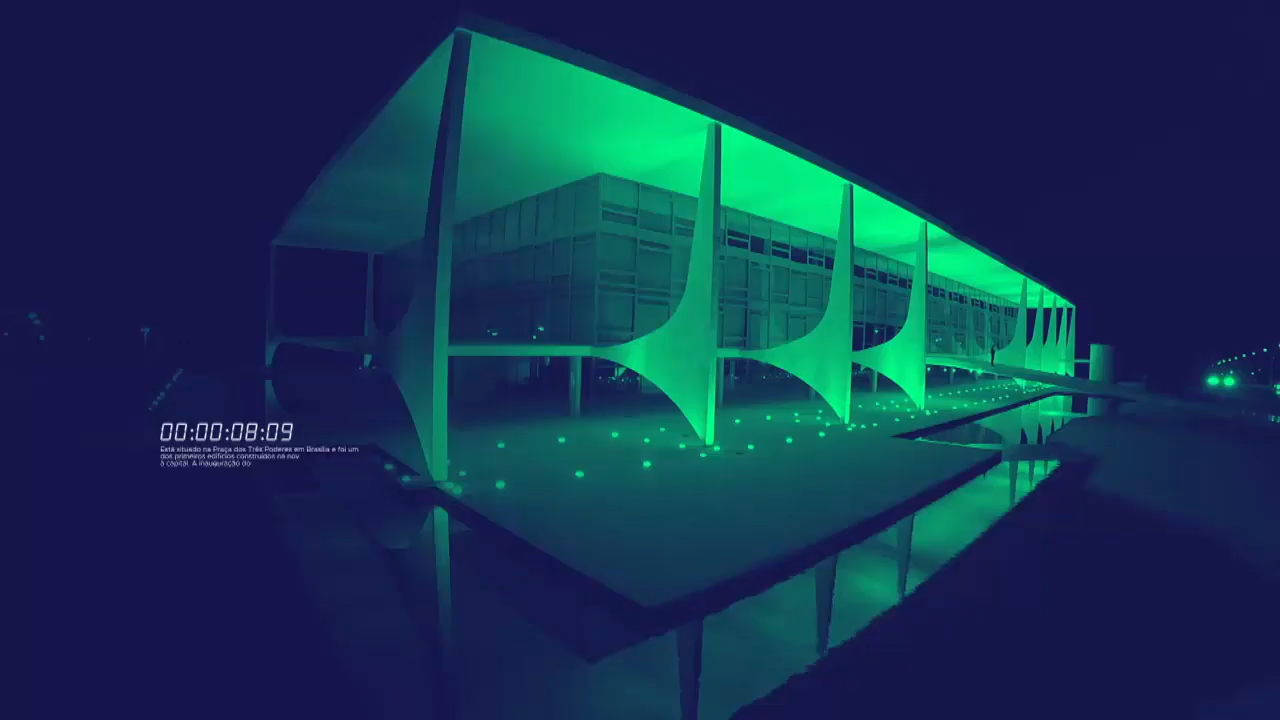 00:00:08:09
Está situado na Praça dos Três Poderes em Brasília e foi um
dos primeiros edifícios construídos na nov
a capital. A inauguração do